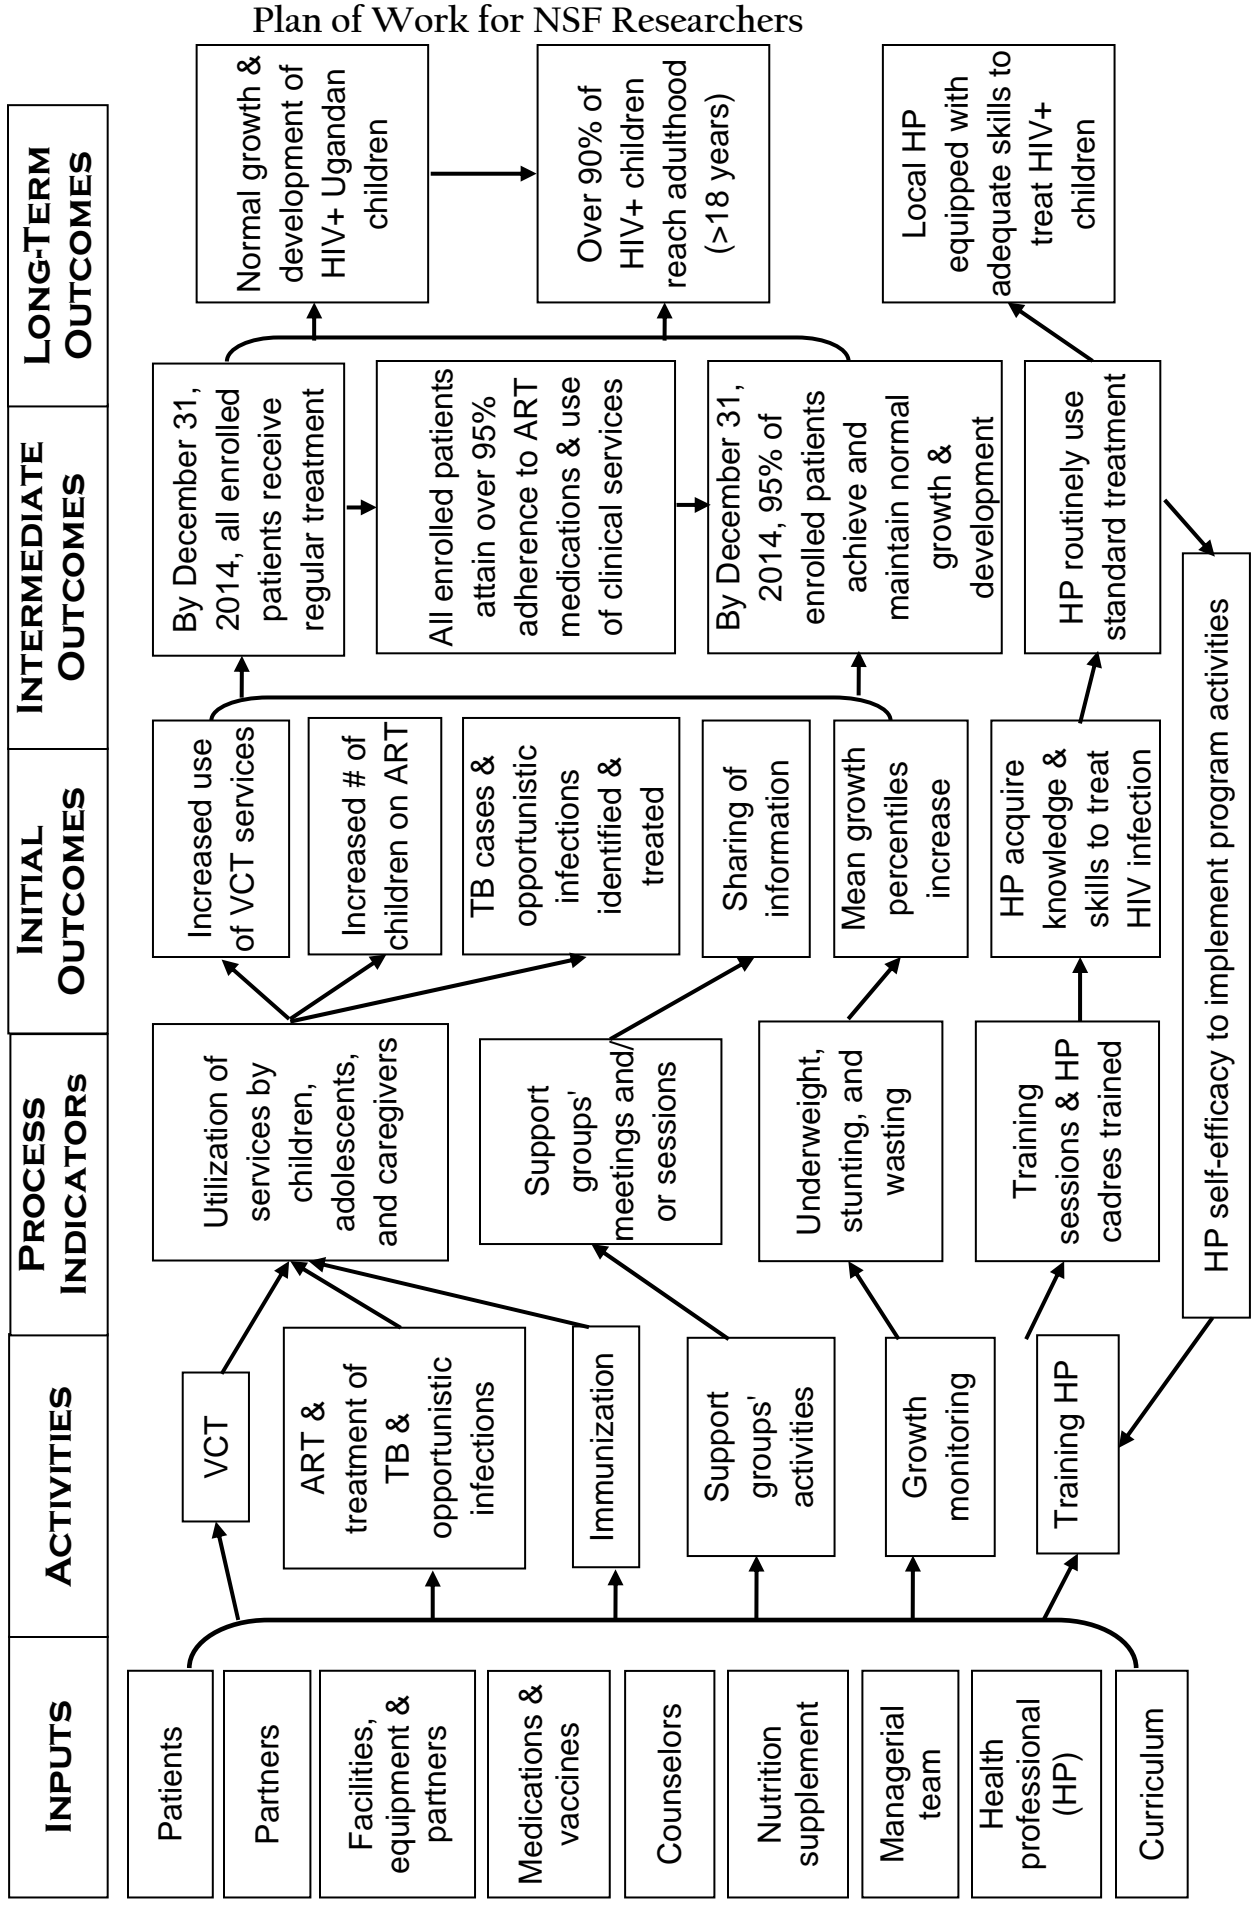 Plan of Work for NSF Researchers
INPUTS
ACTIVITIES
PROCESS
INDICATORS
INITIAL
OUTCOMES
INTERMEDIATE
OUTCOMES
LONG-TERM
OUTCOMES
Patients
Partners
Facilities,
equipment &
partners
Medications &
vaccines
Counselors
Nutrition
supplement
Managerial
team
Health
professional
(HP)
Curriculum
VCT
ART &
treatment of
TB &
opportunistic
infections
Immunization
Support
groups'
activities
Growth
monitoring
Training HP
Utilization of
services by
children,
adolescents,
and caregivers
Support
groups'
meetings and/
or sessions
Underweight,
stunting, and
wasting
Training
sessions & HP
cadres trained
Increased use
of VCT services
Increased # of
children on ART
TB cases &
opportunistic
infections
identified &
treated
Sharing of
information
Mean growth
percentiles
increase
HP acquire
knowledge &
skills to treat
HIV infection
By December 31,
2014, all enrolled
patients receive
regular treatment
All enrolled patients
attain over 95%
adherence to ART
medications & use
of clinical services
By December 31,
2014, 95% of
enrolled patients
achieve and
maintain normal
growth &
development
HP routinely use
standard treatment
Normal growth &
development of
HIV+ Ugandan
children
Over 90% of
HIV+ children
reach adulthood
(>18 years)
Local HP
equipped with
adequate skills to
treat HIV+
children
HP self-efficacy to implement program activities